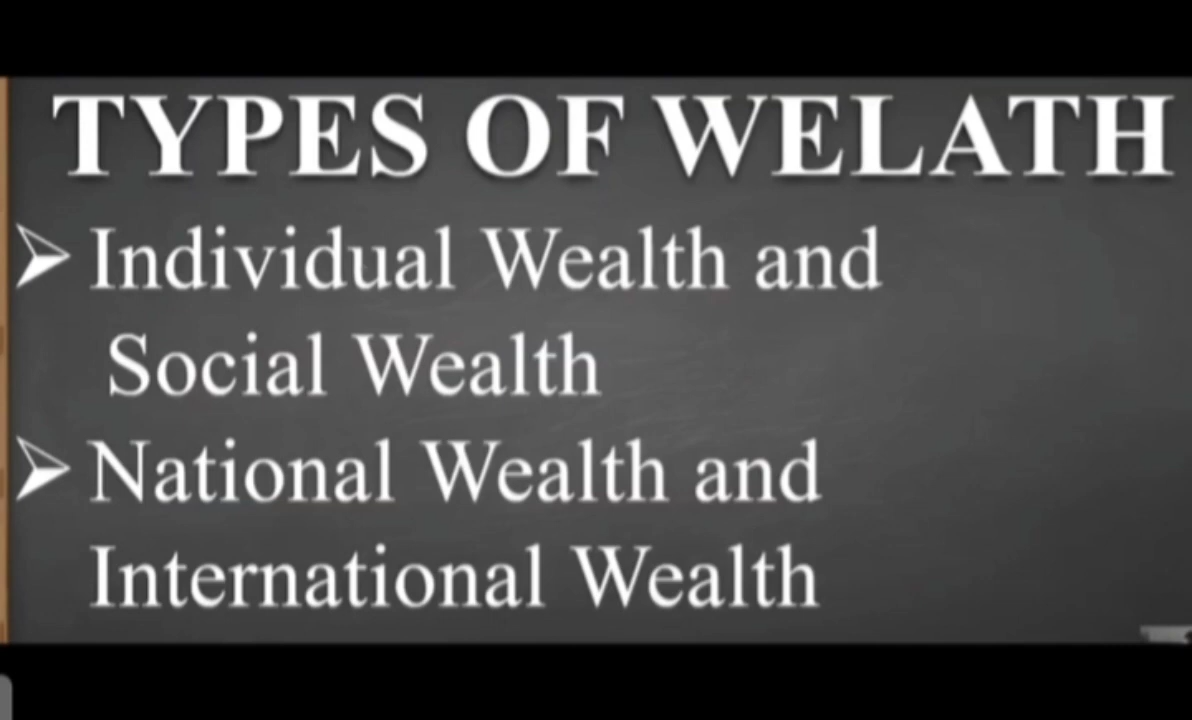 TYPES OF WELATH
➢ Individual Wealth and
Social Wealth
➢ National Wealth and
International Wealth